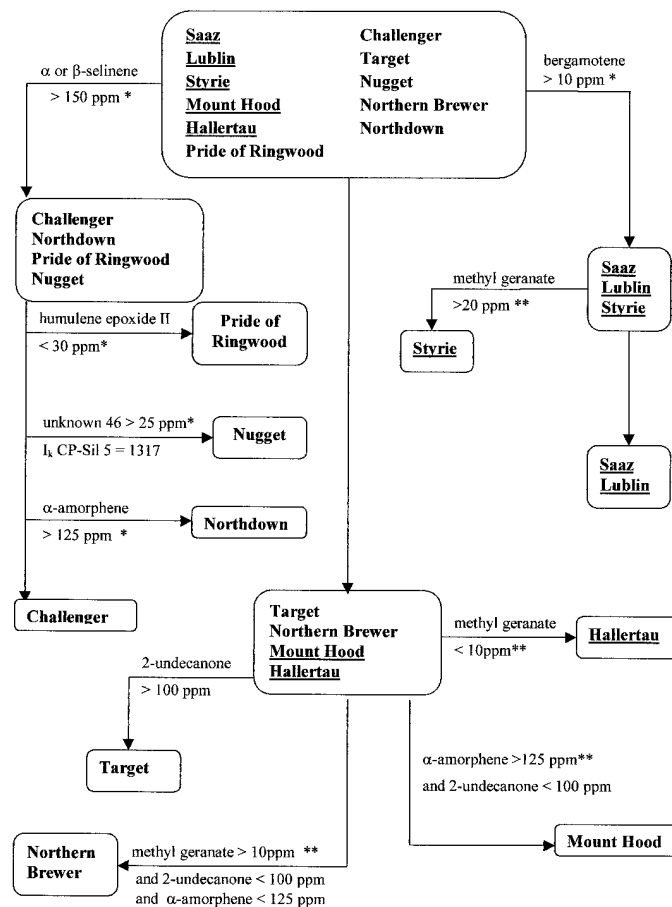 Saaz
Lublin
Styrie
Mount Hood
Hallertau
Pride of Ringwood
Challenger
Target
Nugget
Northern Brewer
Northdown
α or β-selinene
> 150 ppm *
bergamotene
> 10 ppm *
Challenger
Northdown
Pride of Ringwood
Nugget
humulene epoxide II
< 30 ppm*
Pride of
Ringwood
unknown 46 > 25 ppm*
Ik CP-Sil 5 = 1317
Nugget
α-amorphene
> 125 ppm *
Northdown
Challenger
Saaz
Lublin
Styrie
methyl geranate
>20 ppm **
Styrie
Saaz
Lublin
Target
Northern Brewer
Mount Hood
Hallertau
methyl geranate
< 10ppm**
Hallertau
2-undecanone
> 100 ppm
Target
α-amorphene >125 ppm**
and 2-undecanone < 100 ppm
Mount Hood
Northern
Brewer
methyl geranate > 10ppm **
and 2-undecanone < 100 ppm
and α-amorphene < 125 ppm